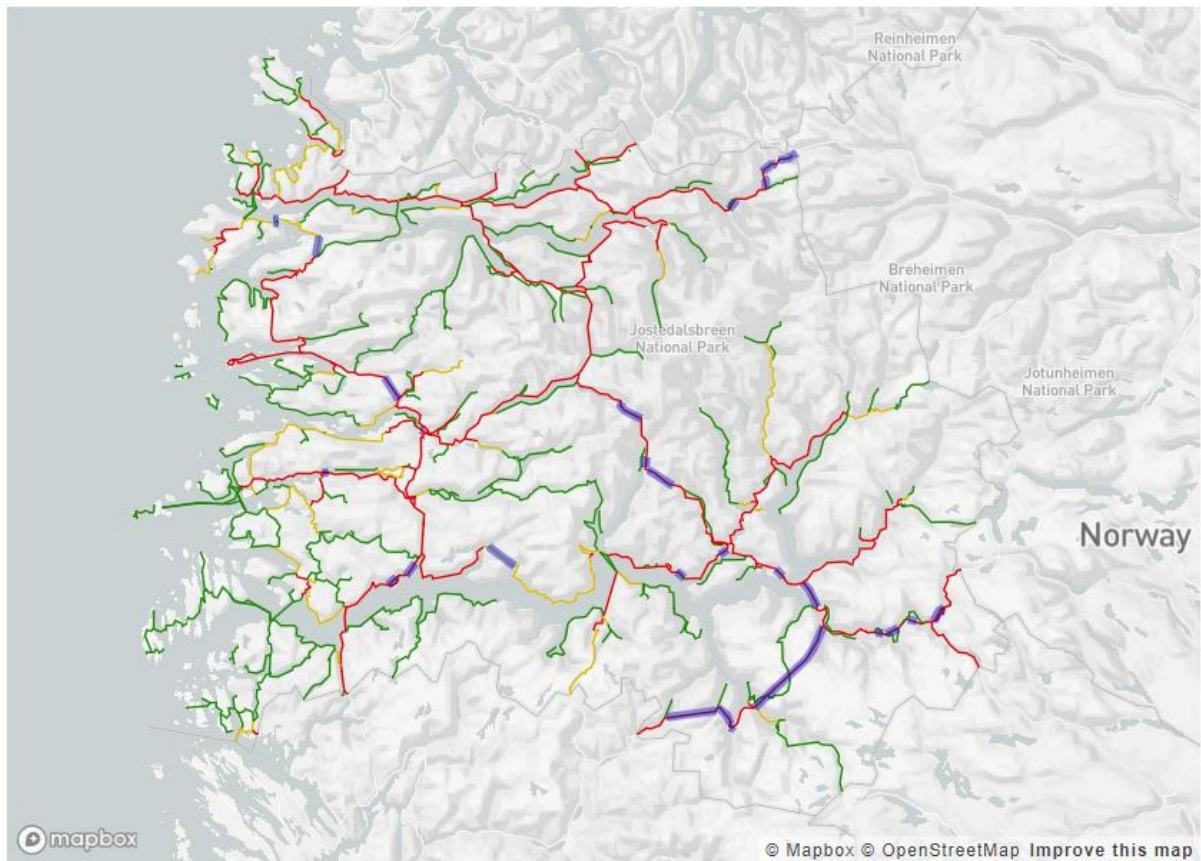 Reinheimen
National Park
Breheimen
National Park
Jostedalsbreen
National Park
Jotunheimen
National Park
Norway
mapbox
© Mapbox © OpenStreetMap Improve this map